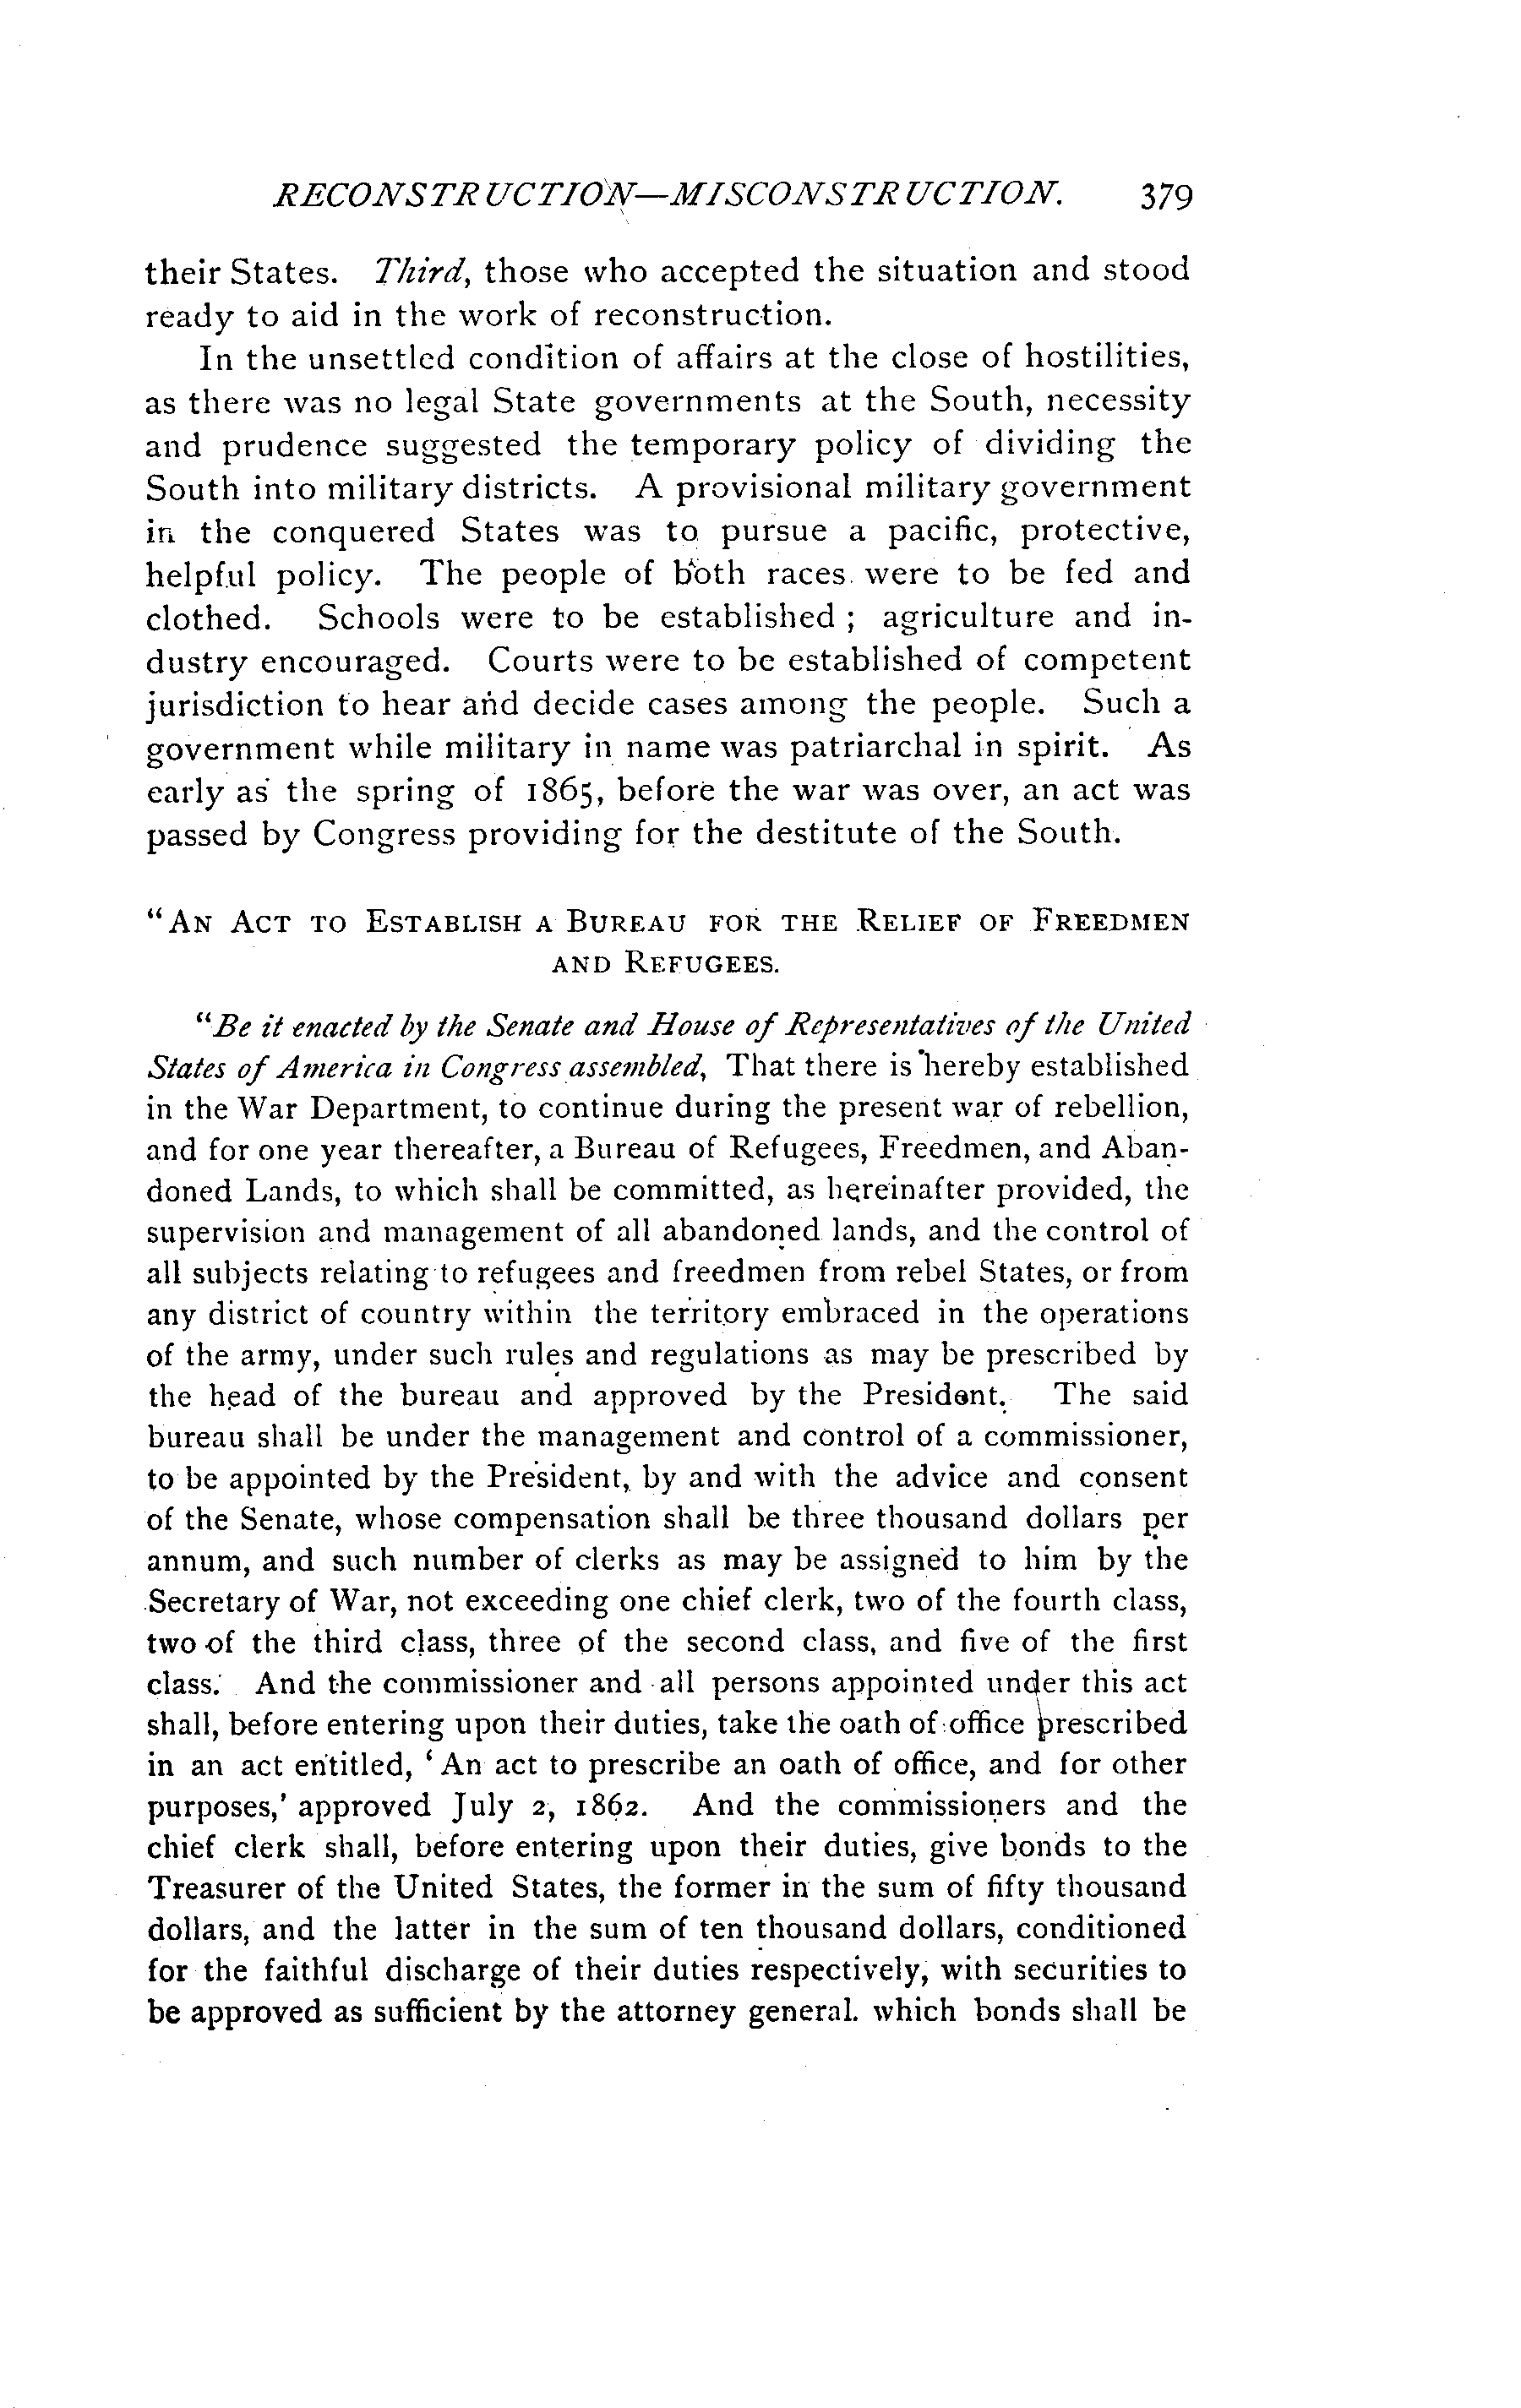 RECONSTRUCTION—MISCONSTRUCTION. 379
their States. Third, those who accepted the situation and stood
ready to aid in the work of reconstruction.
In the unsettled condition of affairs at the close of hostilities,
as there was no legal State governments at the South, necessity
and prudence suggested the temporary policy of dividing the
South into military districts. A provisional military government
in the conquered States was to pursue a pacific, protective,
helpful policy. The people of both races were to be fed and
clothed. Schools were to be established ; agriculture and in-
dustry encouraged. Courts were to be established of competent
jurisdiction to hear and decide cases among the people. Such a
government while military in name was patriarchal in spirit. As
early as the spring of 1865, before the war was over, an act was
passed by Congress providing for the destitute of the South.
"AN ACT TO ESTABLISH A BUREAU FOR THE RELIEF OF FREEDMEN
AND REFUGEES.
"Be it enacted by the Senate and House of Representatives of the United
States of America in Congress assembled, That there is hereby established
in the War Department, to continue during the present war of rebellion,
and for one year thereafter, a Bureau of Refugees, Freedmen, and Aban-
doned Lands, to which shall be committed, as hereinafter provided, the
supervision and management of all abandoned lands, and the control of
all subjects relating to refugees and freedmen from rebel States, or from
any district of country within the territory embraced in the operations
of the army, under such rules and regulations as may be prescribed by
the head of the bureau and approved by the President. The said
bureau shall be under the management and control of a commissioner,
to be appointed by the President, by and with the advice and consent
of the Senate, whose compensation shall be three thousand dollars per
annum, and such number of clerks as may be assigned to him by the
Secretary of War, not exceeding one chief clerk, two of the fourth class,
two of the third class, three of the second class, and five of the first
class. And the commissioner and all persons appointed under this act
shall, before entering upon their duties, take the oath of office prescribed
in an act entitled, ‘ An act to prescribe an oath of office, and for other
purposes,’ approved July 2, 1862. And the commissioners and the
chief clerk shall, before entering upon their duties, give bonds to the
Treasurer of the United States, the former in the sum of fifty thousand
dollars, and the latter in the sum of ten thousand dollars, conditioned
for the faithful discharge of their duties respectively, with securities to
be approved as sufficient by the attorney general. which bonds shall be